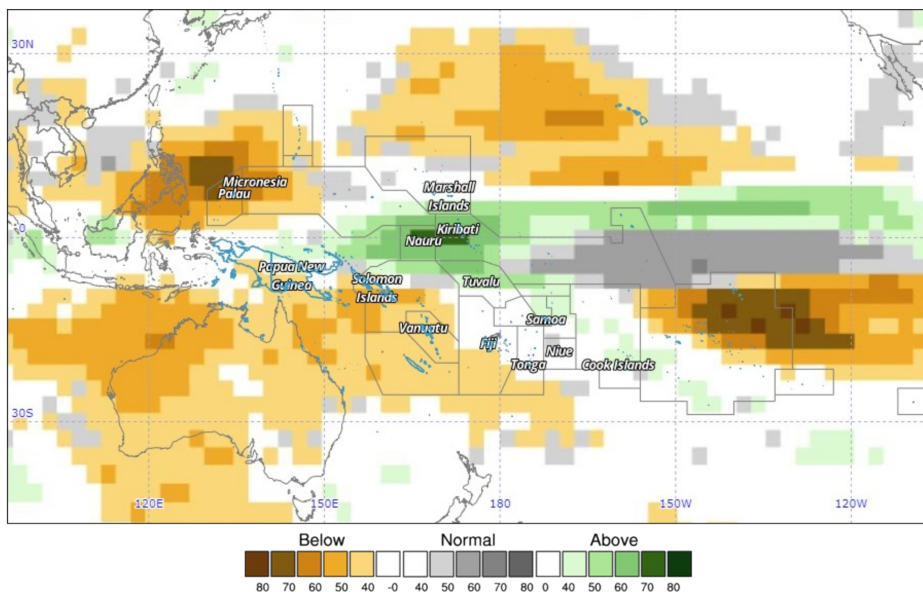 30N
Micronesia
Palau
Marshall
Islands
0
Kiribati
Nauru
Papua New
Guinea
Solomon
Islands
Tuvalu
Vanuatu
Samoa
Fiji
Niue
Tonga
Cook Islands
30S
120E 150E 180 150W 120W
Below Normal Above
80 70 60 50 40 -0 40 50 60 70 80 0 40 50 60 70 80